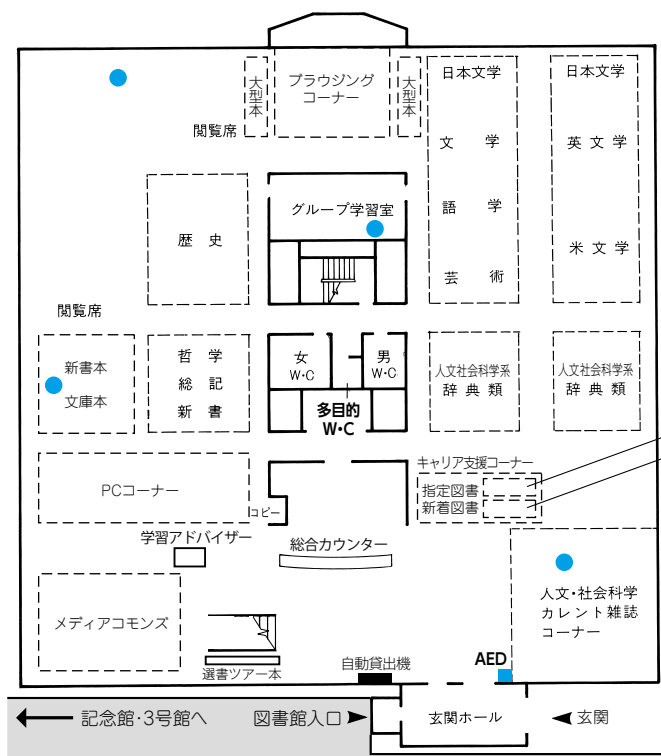 大型本
ブラウジング
コーナー
大型本
日本文学
日本文学
閲覧席
文学
英文学
グループ学習室
語学
歴史
米文学
芸術
閲覧席
新書本
文庫本
哲学
総記
新書
女
W・C
男
W・C
多目的
W・C
人文社会科学系
辞典類
人文社会科学系
辞典類
キャリア支援コーナー
指定図書
新着図書
PCコーナー
コピー
学習アドバイザー
総合カウンター
人文・社会科学
カレント雑誌
コーナー
メディアコモンズ
選書ツアー本
自動貸出機
AED
記念館・3号館へ
図書館入口
玄関ホール
玄関